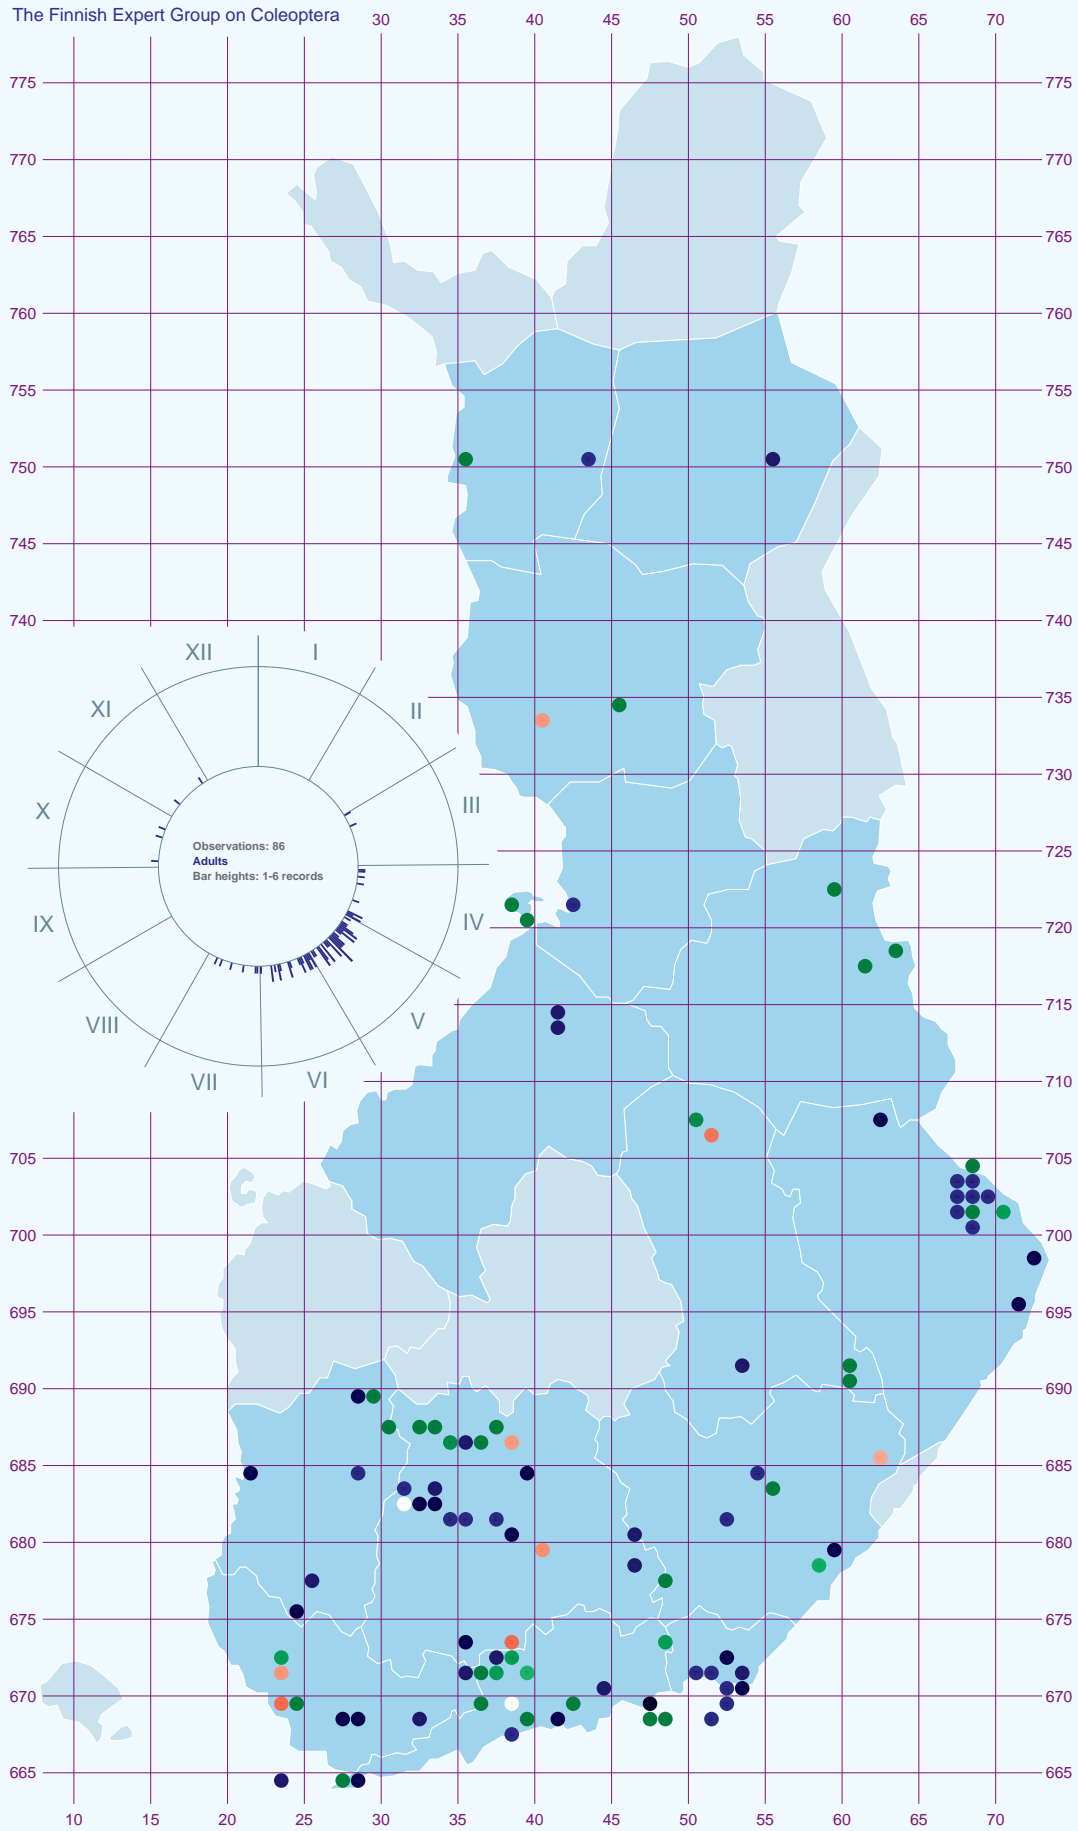 The Finnish Expert Group on Coleoptera
30 35 40 45 50 55 60 65 70
775 775
770 770
765 765
760 760
755 755
750 750
745 745
740 740
XII I
XI II
735
730
X III
Observations: 86
Adults
Bar heights: 1-6 records
IX IV
VIII V
VII VI
735
730
725
720
715
710
705 705
700 700
695 695
690 690
685 685
680 680
675 675
670 670
665 665
10 15 20 25 30 35 40 45 50 55 60 65 70